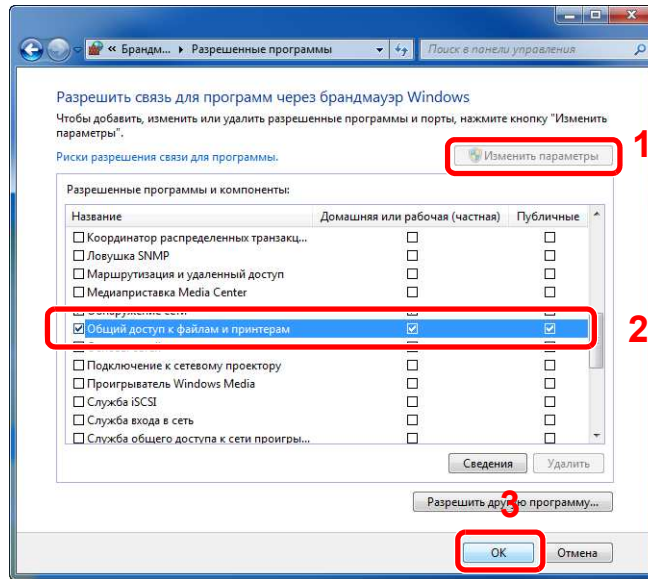 « Брандм... ▸ Разрешенные программы
Поиск в панели управления
Разрешить связь для программ через брандмауэр Windows
Чтобы добавить, изменить или удалить разрешенные программы и порты, нажмите кнопку "Изменить
параметры".
Риски разрешения связи для программы.
Изменить параметры
1
Разрешенные программы и компоненты:
Название Домашняя или рабочая (частная) Публичные
Координатор распределенных транзакц...
Ловушка SNMP
Маршрутизация и удаленный доступ
Медиаприставка Media Center
Общий доступ к файлам и принтерам
2
Подключение к сетевому проектору
Проигрыватель Windows Media
Служба iSCSI
Служба входа в сеть
Служба общего доступа к сети проигры...
Сведения Удалить
Разрешить другую программу...
3
ОК Отмена